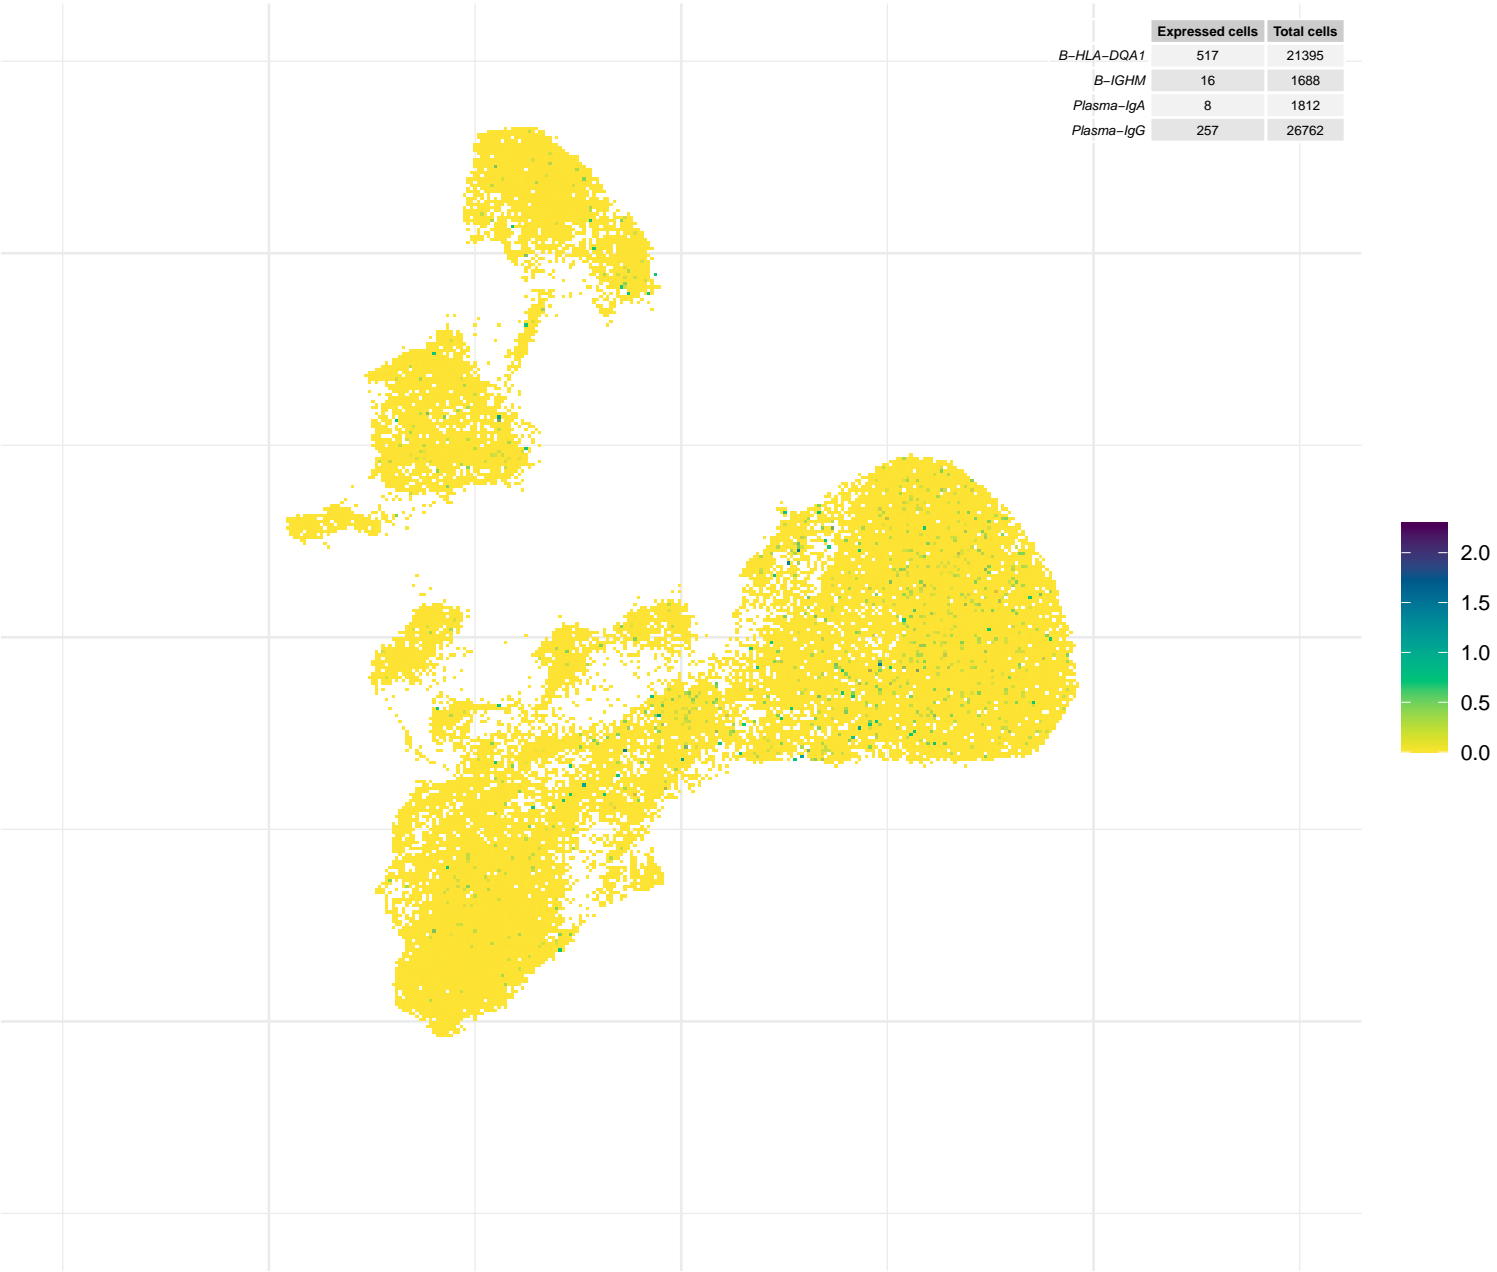 Expressed cells Total cells
B−HLA−DQA1 517 21395
B−IGHM 16 1688
Plasma−IgA 8 1812
Plasma−IgG 257 26762
2.0
1.5
1.0
0.5
0.0